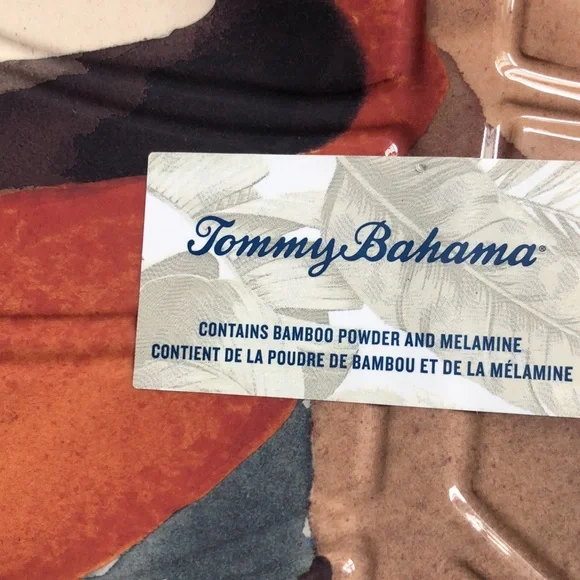 Tommy Bahama®
CONTAINS BAMBOO POWDER AND MELAMINE
CONTIENT DE LA POUDRE DE BAMBOU ET DE LA MÉLAMINE